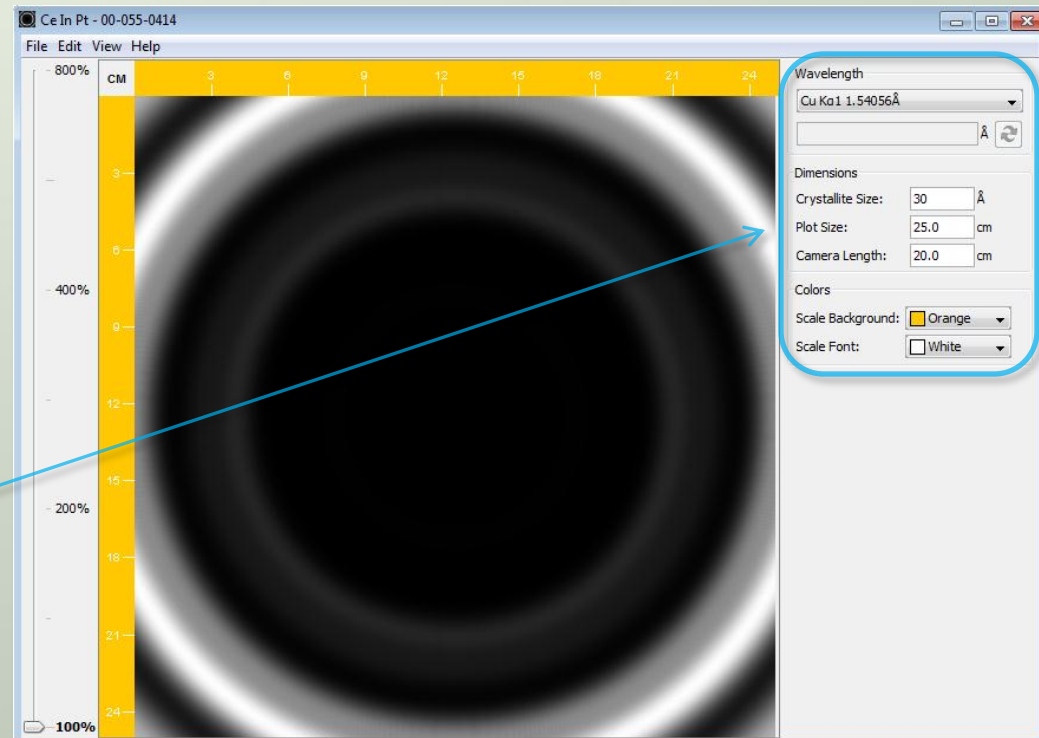 Ce In Pt - 00-055-0414
File Edit View Help
800%
400%
200%
100%
CM
3 6 9 12 15 18 21 24
3
6
9
12
15
18
21
24
Wavelength
Cu Kα1 1.54056Å
Å
Dimensions
Crystallite Size: 30 Å
Plot Size: 25.0 cm
Camera Length: 20.0 cm
Colors
Scale Background: Orange
Scale Font: White